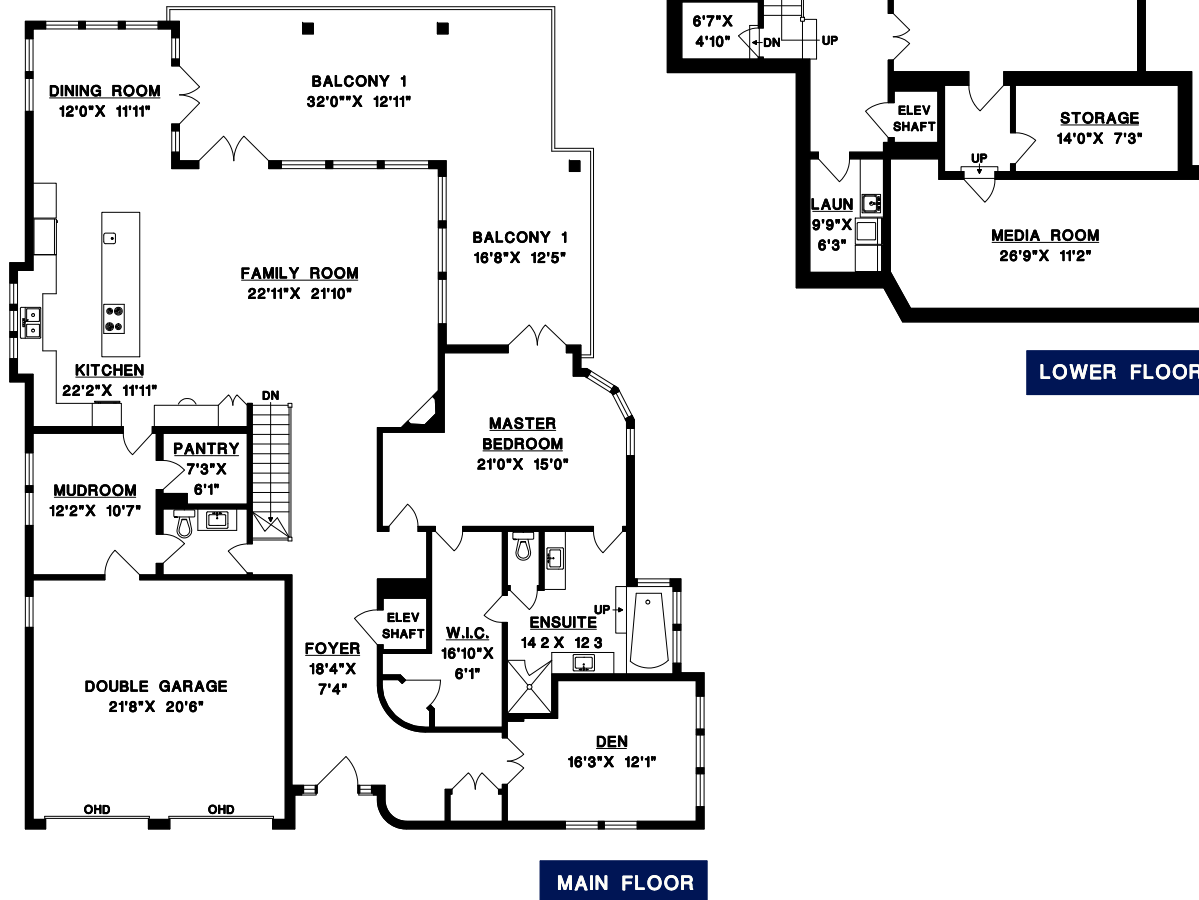 DINING ROOM
12'0"X 11'11"
BALCONY 1
32'0""X 12'11"
BALCONY 1
16'8"X 12'5"
FAMILY ROOM
22'11"X 21'10"
KITCHEN
22'2"X 11'11"
DN
PANTRY
7'3"X
6'1"
MUDROOM
12'2"X 10'7"
MASTER
BEDROOM
21'0"X 15'0"
ELEV
SHAFT
W.I.C.
16'10"X
6'1"
UP
ENSUITE
14 2 X 12 3
FOYER
18'4"X
7'4"
DOUBLE GARAGE
21'8"X 20'6"
OHD
OHD
DEN
16'3"X 12'1"
MAIN FLOOR
6'7"X
4'10"
DN
UP
ELEV
SHAFT
STORAGE
14'0"X 7'3"
UP
LAUN
9'9"X
6'3"
MEDIA ROOM
26'9"X 11'2"
LOWER FLOOR